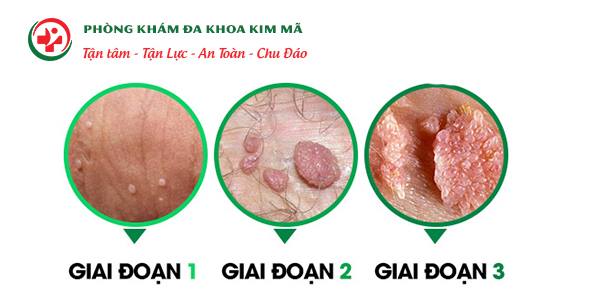 PHÒNG KHÁM ĐA KHOA KIM MÃ
Tận tâm - Tận Lực - An Toàn - Chu Đáo
GIAI ĐOẠN 1
GIAI ĐOẠN 2
GIAI ĐOẠN 3